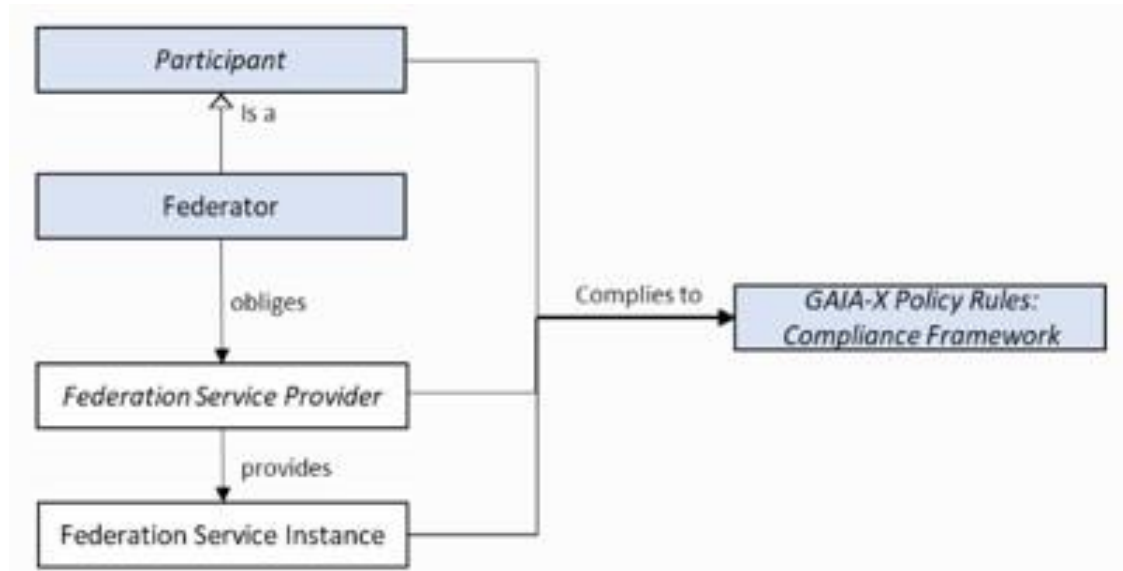 Participant
Is a
Federator
obliges
Complies to
GAIA-X Policy Rules:
Compliance Framework
Federation Service Provider
provides
Federation Service Instance